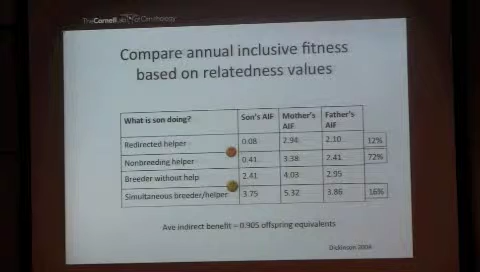 TheCornellLab of Ornithology
Compare annual inclusive fitness
based on relatedness values
What is son doing? Son's AIF Mother's AIF Father's AIF
Redirected helper 0.08 2.94 2.10 12%
Nonbreeding helper 0.41 3.38 2.41 72%
Breeder without help 2.41 4.03 2.95
Simultaneous breeder/helper 3.75 5.32 3.86 16%
Ave indirect benefit = 0.905 offspring equivalents
Dickinson 2004